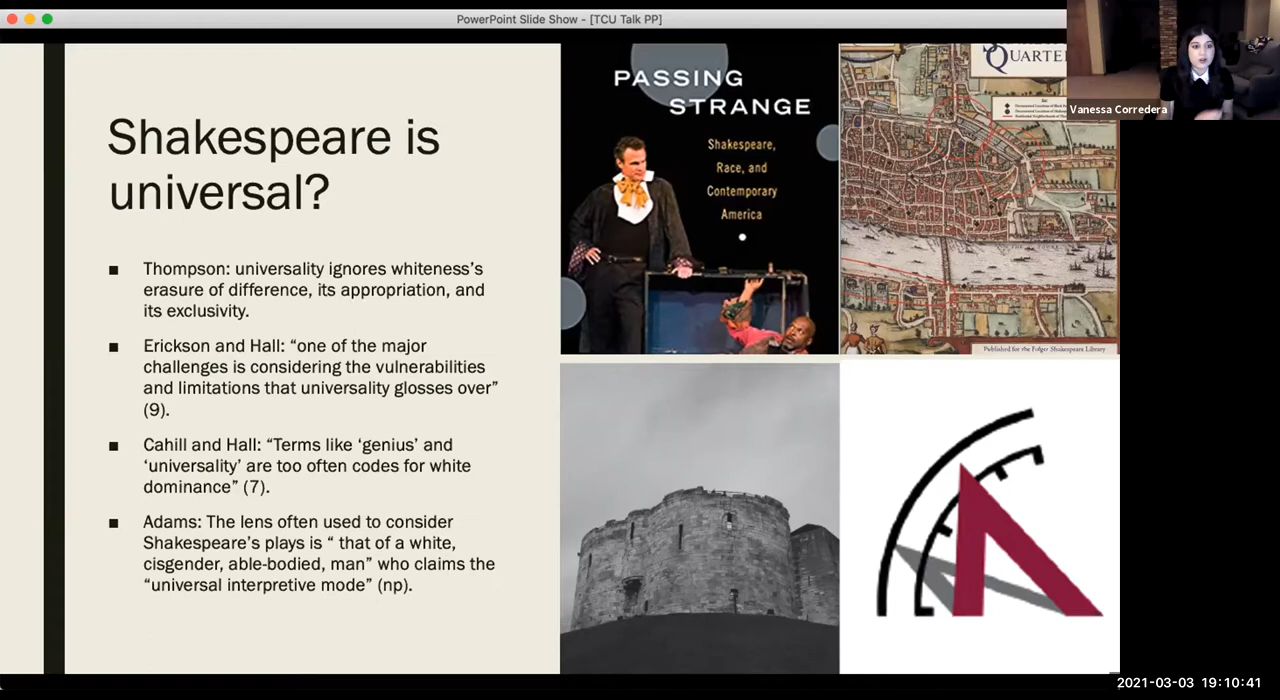 PowerPoint Slide Show - [TCU Talk PP]
Vanessa Corredera
Shakespeare is
universal?
■ Thompson: universality ignores whiteness’s
erasure of difference, its appropriation, and
its exclusivity.
■ Erickson and Hall: “one of the major
challenges is considering the vulnerabilities
and limitations that universality glosses over”
(9).
■ Cahill and Hall: “Terms like ‘genius’ and
‘universality’ are too often codes for white
dominance” (7).
■ Adams: The lens often used to consider
Shakespeare’s plays is “ that of a white,
cisgender, able-bodied, man” who claims the
“universal interpretive mode” (np).
PASSING
STRANGE
Shakespeare,
Race, and
Contemporary
America
Published for the Folger Shakespeare Library
2021-03-03 19:10:41